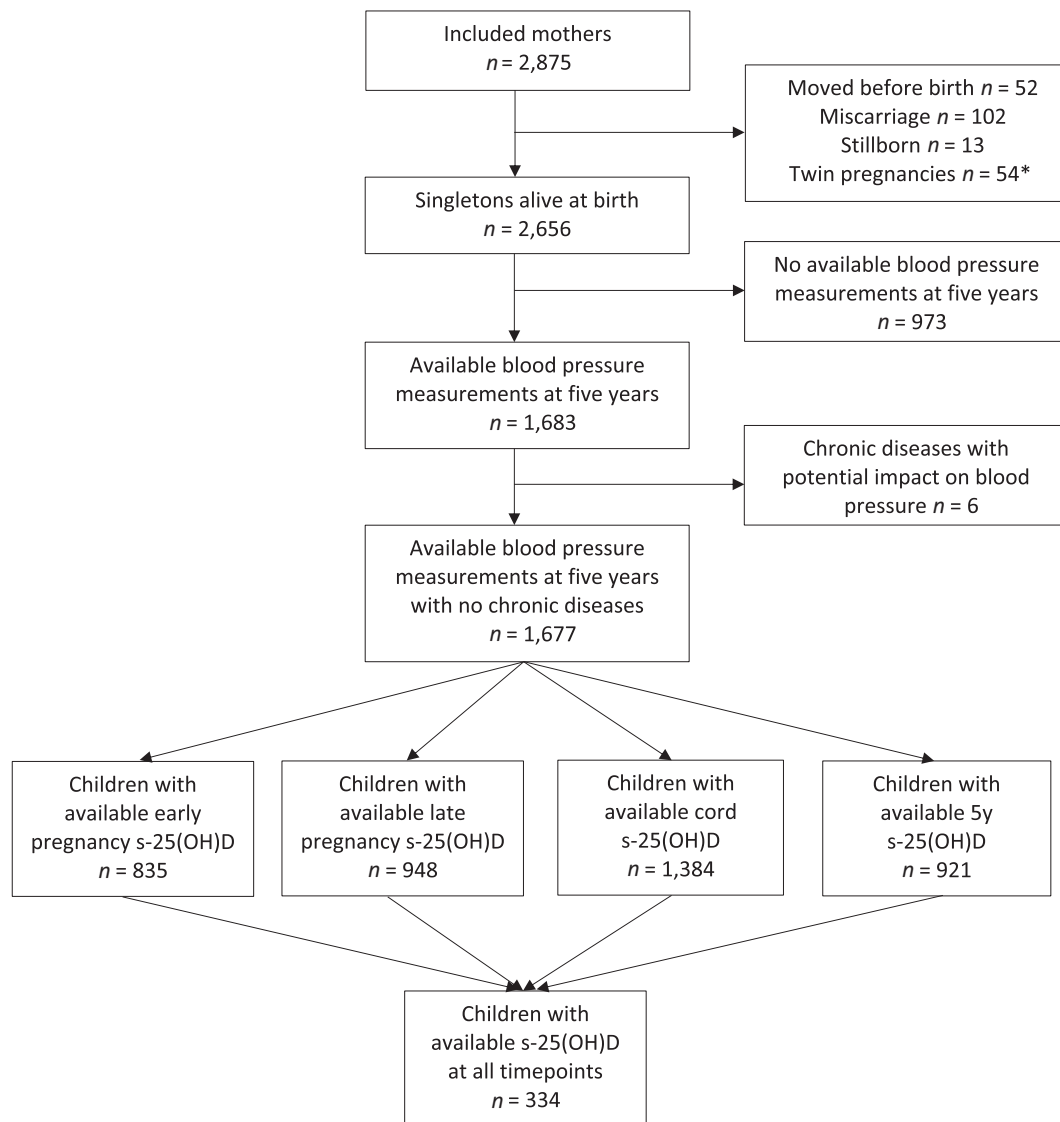 Included mothers
n = 2,875
Moved before birth n = 52
Miscarriage n = 102
Stillborn n = 13
Twin pregnancies n = 54*
Singletons alive at birth
n = 2,656
No available blood pressure
measurements at five years
n = 973
Available blood pressure
measurements at five years
n = 1,683
Chronic diseases with
potential impact on blood
pressure n = 6
Available blood pressure
measurements at five years
with no chronic diseases
n = 1,677
Children with
available early
pregnancy s-25(OH)D
n = 835
Children with
available late
pregnancy s-25(OH)D
n = 948
Children with
available cord
s-25(OH)D
n = 1,384
Children with
available 5y
s-25(OH)D
n = 921
Children with
available s-25(OH)D
at all timepoints
n = 334